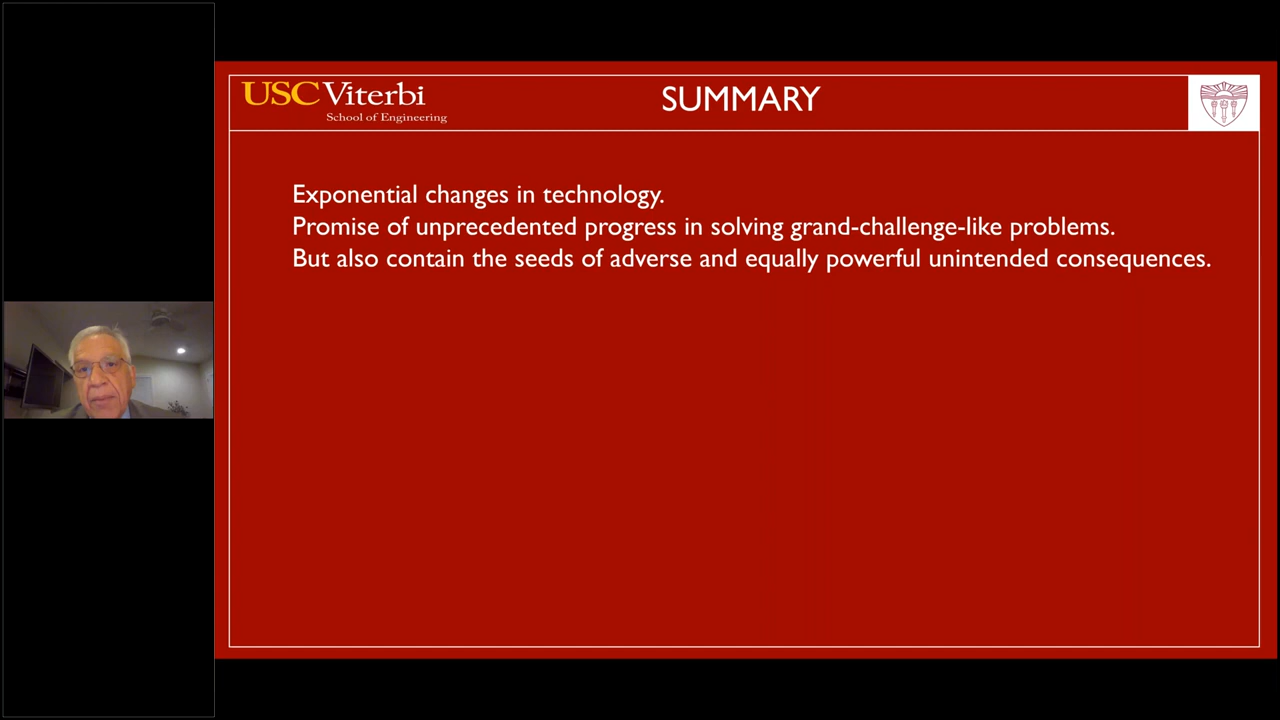 USC Viterbi
School of Engineering
SUMMARY
Exponential changes in technology.
Promise of unprecedented progress in solving grand-challenge-like problems.
But also contain the seeds of adverse and equally powerful unintended consequences.